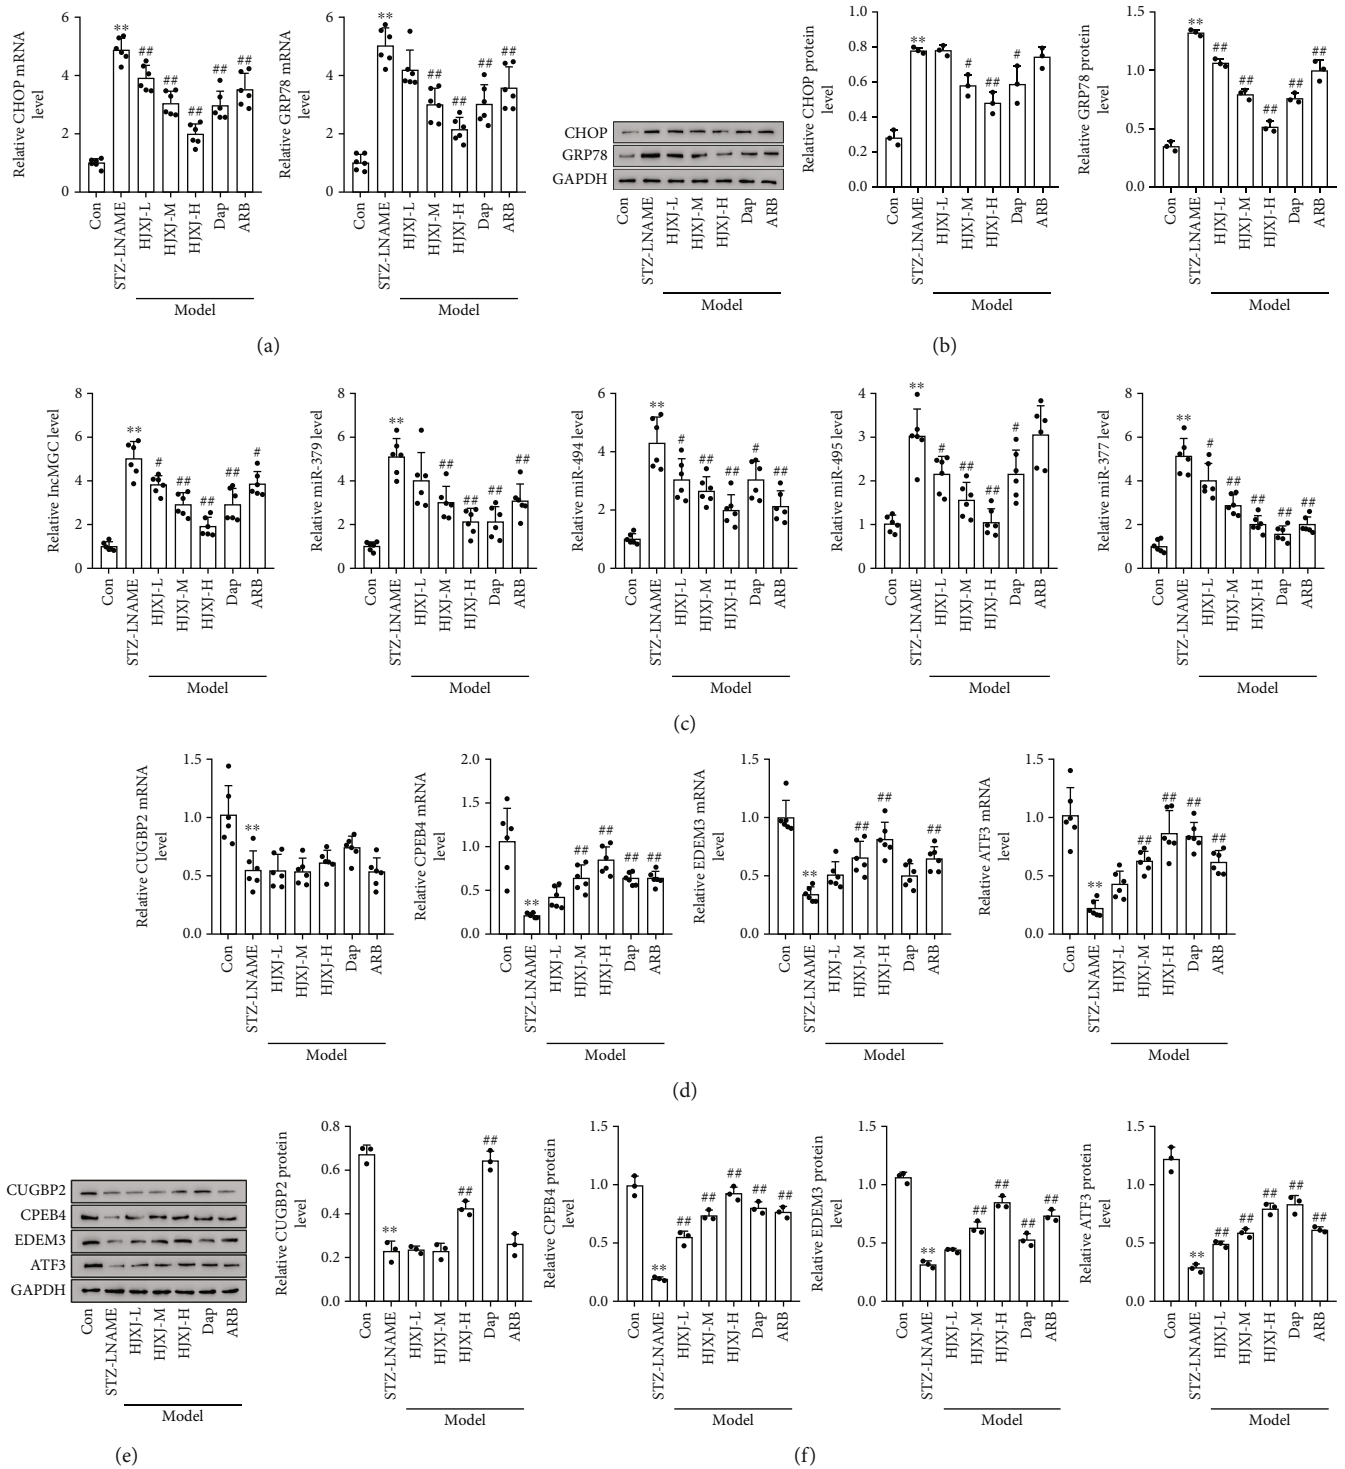 Relative CHOP mRNA
level
6
4
2
0
**
##
##
##
##
##
Con
STZ-LNAME
HJXJ-L
HJXJ-M
HJXJ-H
Dap
ARB
Model
Relative GRP78 mRNA
level
6
4
2
0
**
##
##
##
##
Con
STZ-LNAME
HJXJ-L
HJXJ-M
HJXJ-H
Dap
ARB
Model
(a)
CHOP
GRP78
GAPDH
Con
STZ-LNAME
HJXJ-L
HJXJ-M
HJXJ-H
Dap
ARB
Model
Relative CHOP protein
level
1.0
0.8
0.6
0.4
0.2
0.0
**
#
##
#
Con
STZ-LNAME
HJXJ-L
HJXJ-M
HJXJ-H
Dap
ARB
Model
Relative GRP78 protein
level
1.5
1.0
0.5
0.0
**
##
##
##
##
##
Con
STZ-LNAME
HJXJ-L
HJXJ-M
HJXJ-H
Dap
ARB
Model
(b)
Relative lncMGC level
8
6
4
2
0
**
#
##
##
##
#
Con
STZ-LNAME
HJXJ-L
HJXJ-M
HJXJ-H
Dap
ARB
Model
Relative miR-379 level
8
6
4
2
0
**
##
##
##
##
Con
STZ-LNAME
HJXJ-L
HJXJ-M
HJXJ-H
Dap
ARB
Model
Relative miR-494 level
6
4
2
0
**
#
##
##
#
##
Con
STZ-LNAME
HJXJ-L
HJXJ-M
HJXJ-H
Dap
ARB
Model
Relative miR-495 level
4
3
2
1
0
**
#
##
##
#
Con
STZ-LNAME
HJXJ-L
HJXJ-M
HJXJ-H
Dap
ARB
Model
Relative miR-377 level
8
6
4
2
0
**
#
##
##
##
##
Con
STZ-LNAME
HJXJ-L
HJXJ-M
HJXJ-H
Dap
ARB
Model
(c)
Relative CUGBP2 mRNA
level
1.5
1.0
0.5
0.0
**
Con
STZ-LNAME
HJXJ-L
HJXJ-M
HJXJ-H
Dap
ARB
Model
Relative CPEB4 mRNA
level
2.0
1.5
1.0
0.5
0.0
**
##
##
##
##
Con
STZ-LNAME
HJXJ-L
HJXJ-M
HJXJ-H
Dap
ARB
Model
Relative EDEM3 mRNA
level
1.5
1.0
0.5
0.0
**
##
##
##
Con
STZ-LNAME
HJXJ-L
HJXJ-M
HJXJ-H
Dap
ARB
Model
Relative ATF3 mRNA
level
1.5
1.0
0.5
0.0
**
##
##
##
##
Con
STZ-LNAME
HJXJ-L
HJXJ-M
HJXJ-H
Dap
ARB
Model
(d)
CUGBP2
CPEB4
EDEM3
ATF3
GAPDH
Con
STZ-LNAME
HJXJ-L
HJXJ-M
HJXJ-H
Dap
ARB
Model
(e)
Relative CUGBP2 protein
level
0.8
0.6
0.4
0.2
0.0
**
##
##
Con
STZ-LNAME
HJXJ-L
HJXJ-M
HJXJ-H
Dap
ARB
Model
Relative CPEB4 protein
level
1.5
1.0
0.5
0.0
**
##
##
##
##
##
Con
STZ-LNAME
HJXJ-L
HJXJ-M
HJXJ-H
Dap
ARB
Model
Relative EDEM3 protein
level
1.5
1.0
0.5
0.0
**
##
##
##
##
Con
STZ-LNAME
HJXJ-L
HJXJ-M
HJXJ-H
Dap
ARB
Model
Relative ATF3 protein
level
1.5
1.0
0.5
0.0
**
##
##
##
##
##
Con
STZ-LNAME
HJXJ-L
HJXJ-M
HJXJ-H
Dap
ARB
Model
(f)